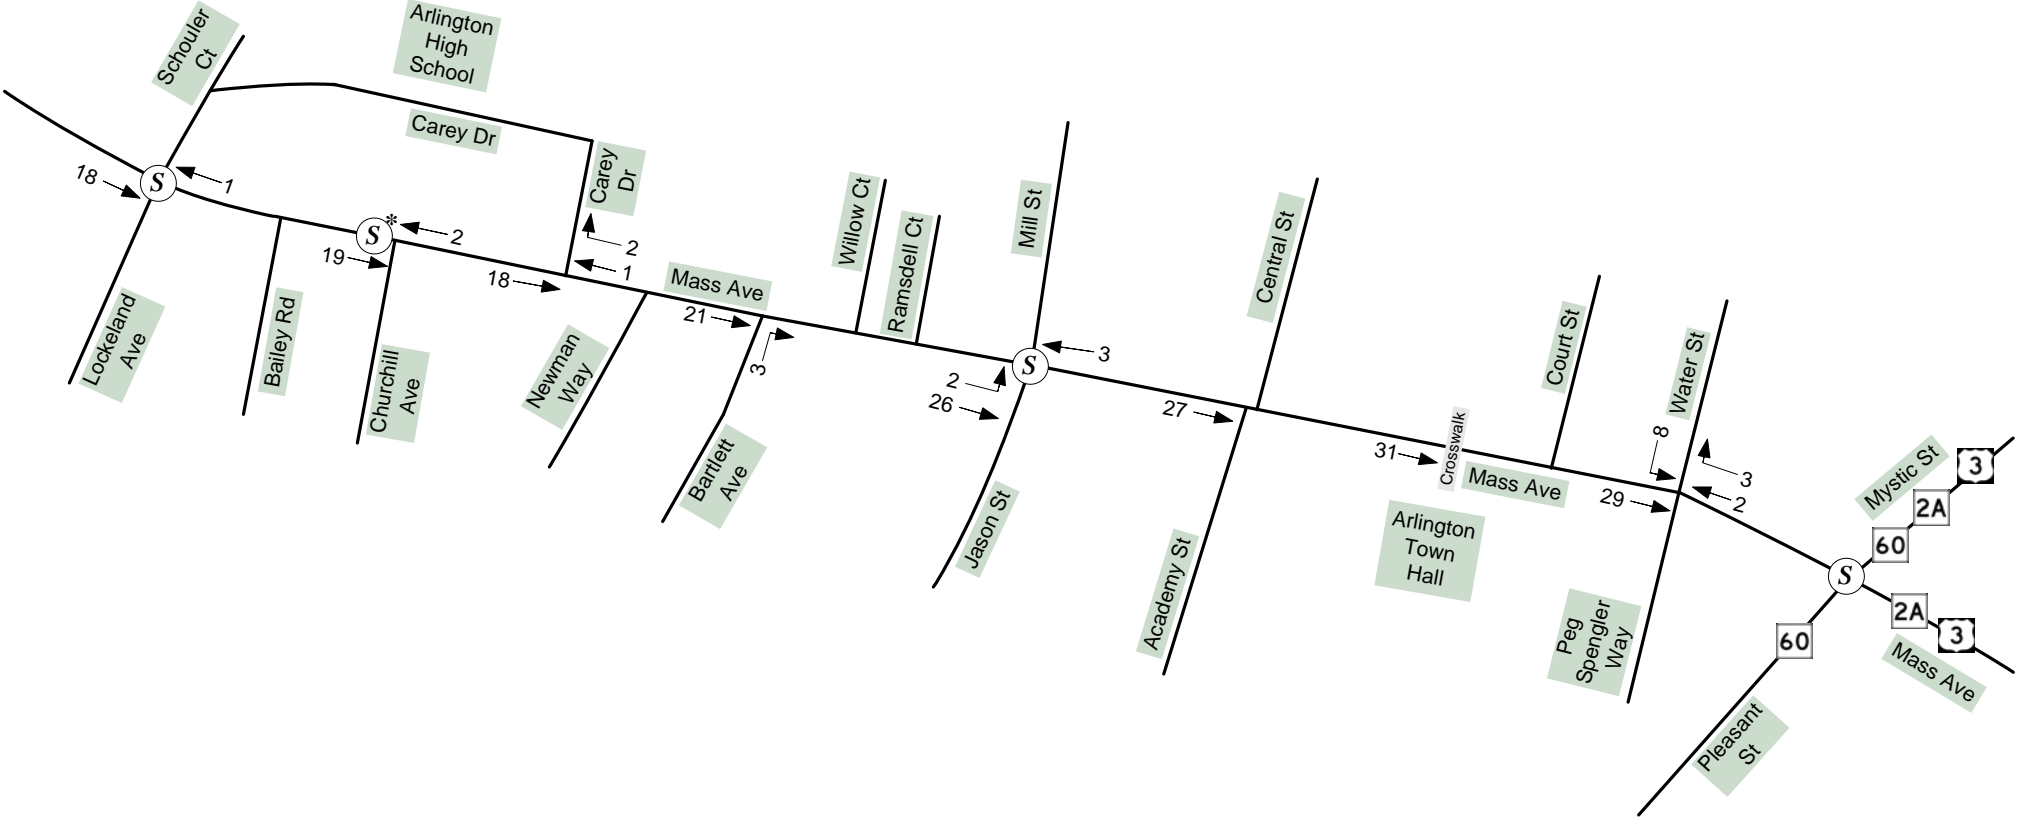 Schouler
Ct
Arlington
High
School
Carey Dr
Carey
Dr
18
1
S
S
*
2
19
2
1
18
Lockeland
Ave
Bailey Rd
Churchill
Ave
Newman
Way
Mass Ave
21
3
Bartlett
Ave
Willow Ct
Ramsdell Ct
Mill St
S
3
2
26
Jason St
Central St
27
Academy St
31
Crosswalk
Mass Ave
Arlington
Town
Hall
Court St
Water St
8
3
2
29
Peg
Spengler
Way
Mystic St
3
2A
60
S
2A
3
60
Mass Ave
Pleasant
St